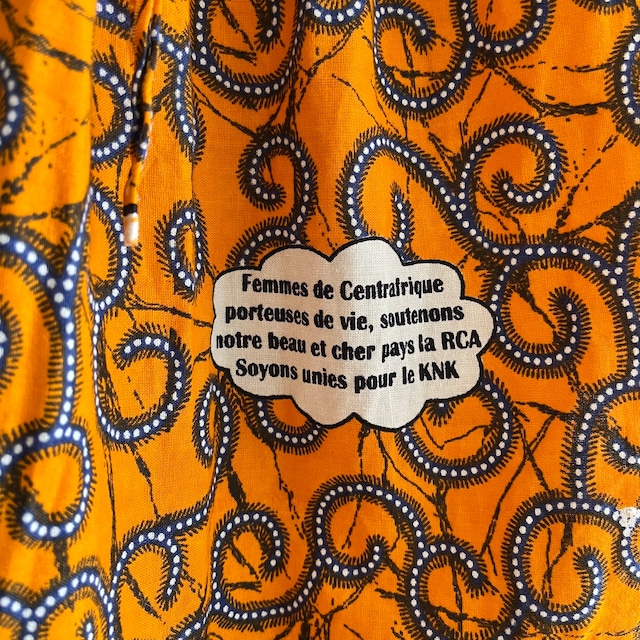 Femmes de Centrafrique
porteuses de vie, soutenons
notre beau et cher pays la RCA
Soyons unies pour le KNK